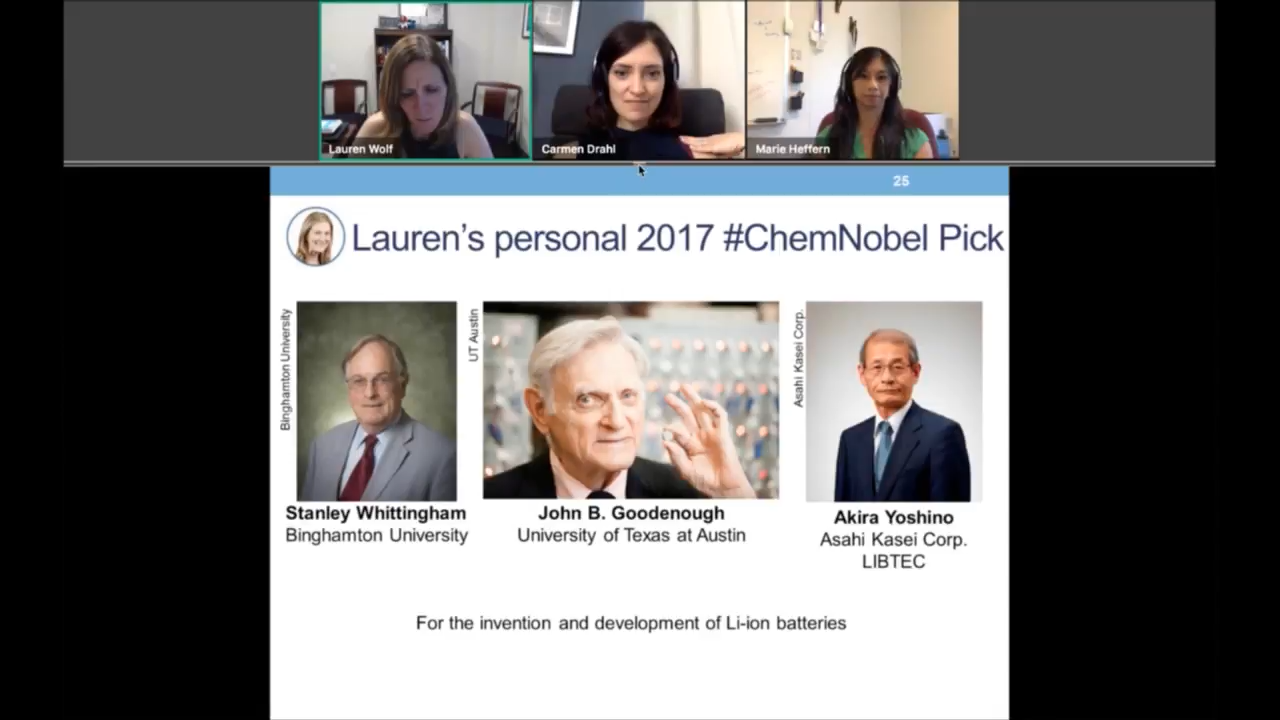 Lauren Wolf
Carmen Drahl
Marie Heffern
25
Lauren's personal 2017 #ChemNobel Pick
Binghamton University
UT Austin
Asahi Kasei Corp.
Stanley Whittingham
Binghamton University
John B. Goodenough
University of Texas at Austin
Akira Yoshino
Asahi Kasei Corp.
LIBTEC
For the invention and development of Li-ion batteries